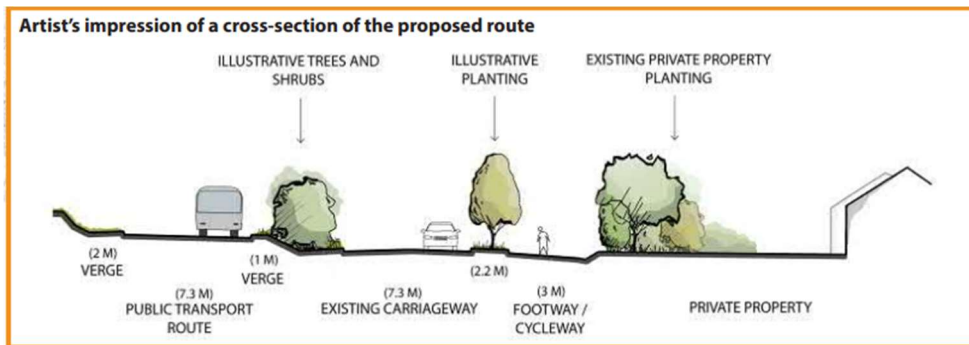 Artist's impression of a cross-section of the proposed route
ILLUSTRATIVE TREES AND
SHRUBS
ILLUSTRATIVE
PLANTING
EXISTING PRIVATE PROPERTY
PLANTING
(2 M)
VERGE
(1 M)
VERGE
(2.2 M)
(7.3 M)
PUBLIC TRANSPORT
ROUTE
(7.3 M)
EXISTING CARRIAGEWAY
(3 M)
FOOTWAY /
CYCLEWAY
PRIVATE PROPERTY